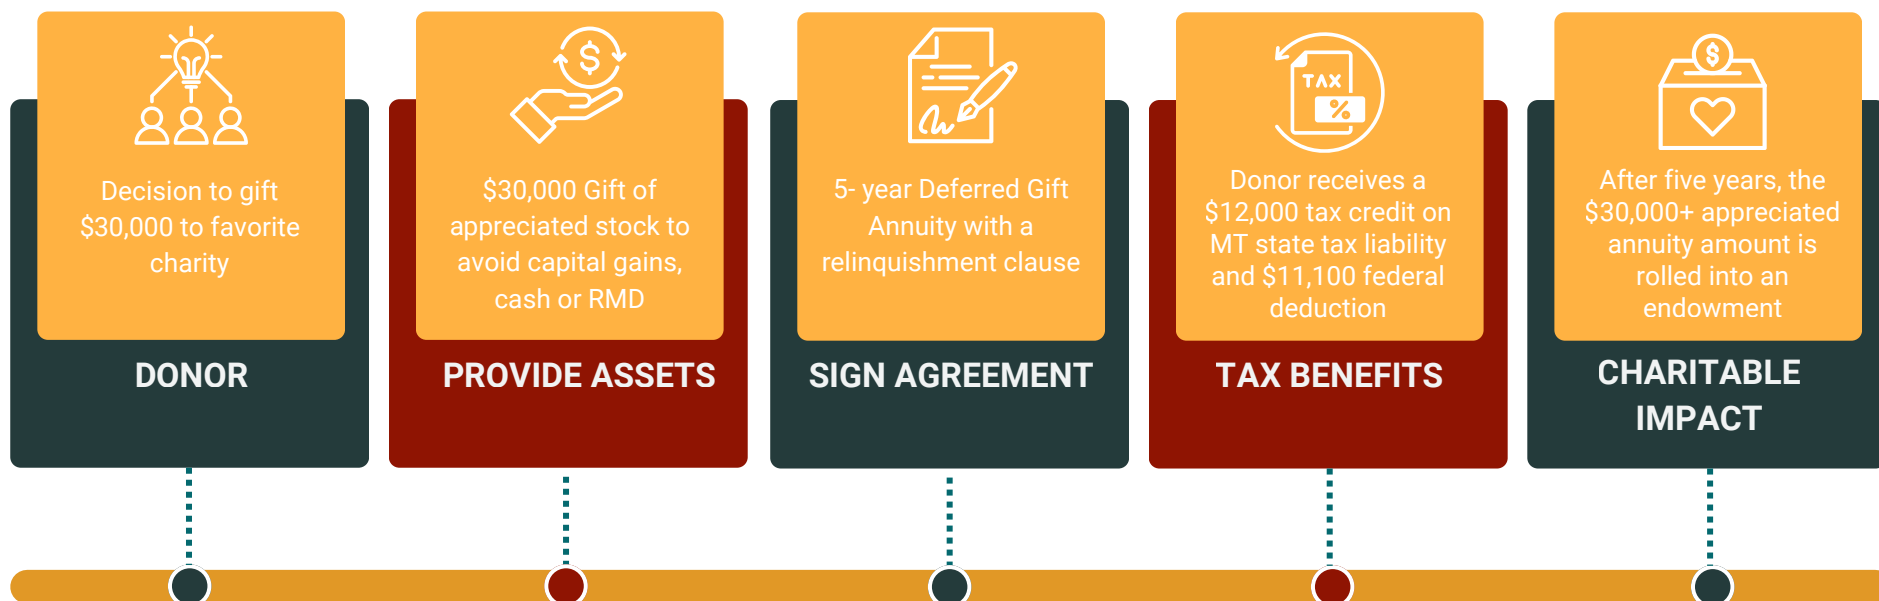 Decision to gift
$30,000 to favorite
charity
DONOR
$
$30,000 Gift of
appreciated stock to
avoid capital gains,
cash or RMD
PROVIDE ASSETS
5- year Deferred Gift
Annuity with a
relinquishment clause
SIGN AGREEMENT
TAX
%
Donor receives a
$12,000 tax credit on
MT state tax liability
and $11,100 federal
deduction
TAX BENEFITS
$
After five years, the
$30,000+ appreciated
annuity amount is
rolled into an
endowment
CHARITABLE
IMPACT